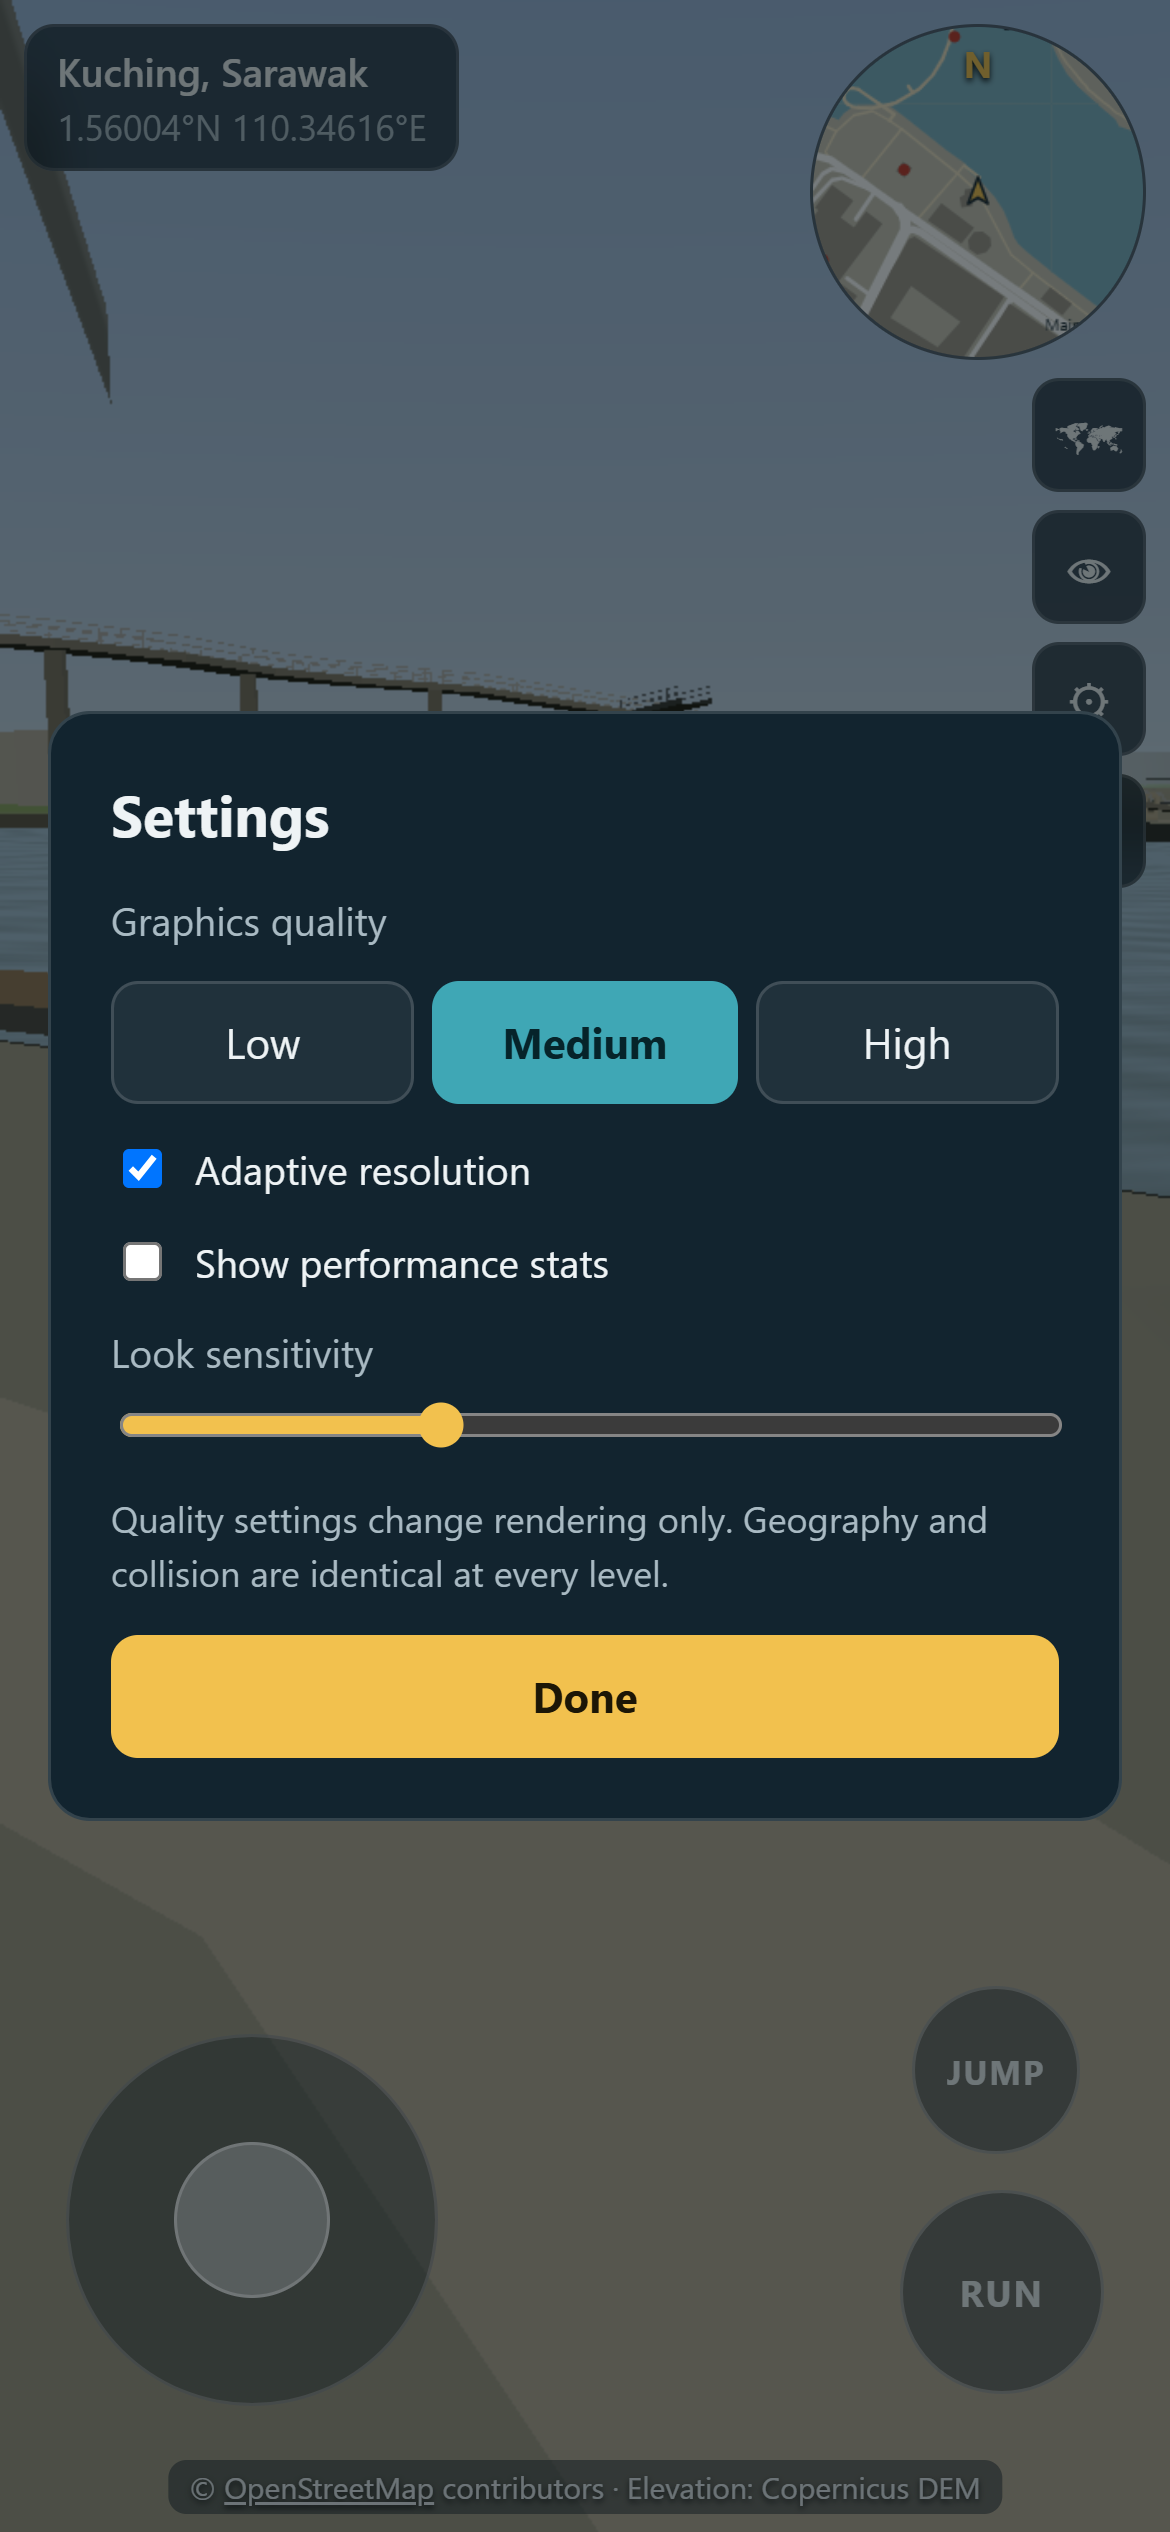 Kuching, Sarawak
1.56004°N 110.34616°E
N
Settings
Graphics quality
Low
Medium
High
Adaptive resolution
Show performance stats
Look sensitivity
Quality settings change rendering only. Geography and
collision are identical at every level.
Done
JUMP
RUN
© OpenStreetMap contributors · Elevation: Copernicus DEM